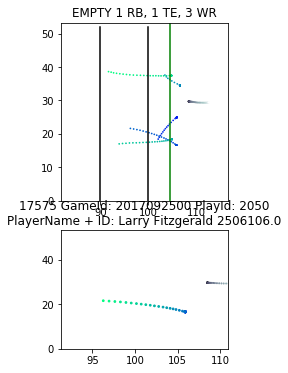 EMPTY 1 RB, 1 TE, 3 WR
50
40
30
20
10
0
90 100 110
17575 GameId: 2017092500 PlayId: 2050
PlayerName + ID: Larry Fitzgerald 2506106.0
40
20
0
95 100 105 110